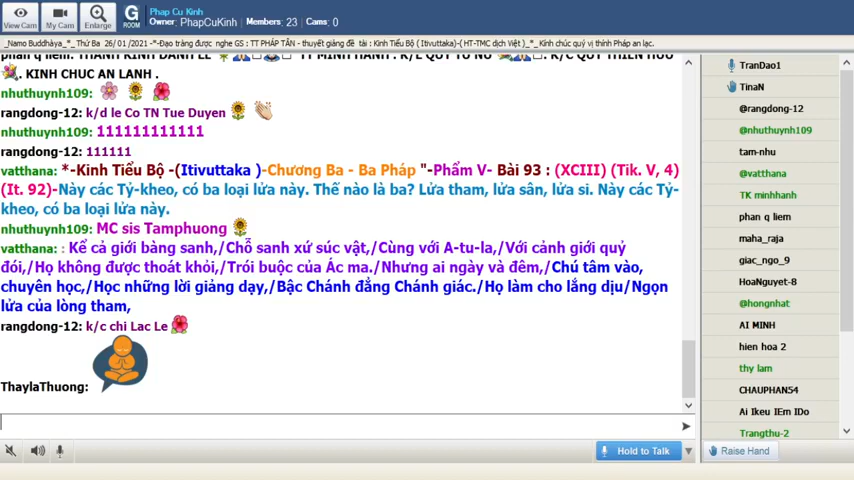 View Cam
My Cam
Enlarge
G
ROOM
Phap Cu Kinh
Owner: PhapCuKinh Members: 23 Cams: 0
_Namo Buddhàya_*_ Thứ Ba 26/ 01 /2021 -*-Đạo tràng được nghe GS : TT PHÁP TÂN - thuyết giảng đề tài : Kinh Tiểu Bộ ( Itivuttaka)-( HT-TMC dịch Việt )_*_ Kính chúc quý vị thính Pháp an lạc.
. KINH CHUC AN LANH .
nhuthuynh109:
rangdong-12: k/d le Co TN Tue Duyen
nhuthuynh109: 111111111111
rangdong-12: 111111
vatthana: *-Kinh Tiểu Bộ -(Itivuttaka )-Chương Ba - Ba Pháp "-Phẩm V- Bài 93 : (XCIII) (Tik. V, 4)
(It. 92)-Này các Tỷ-kheo, có ba loại lửa này. Thế nào là ba? Lửa tham, lửa sân, lửa si. Này các Tỷ-
kheo, có ba loại lửa này.
nhuthuynh109: MC sis Tamphuong
vatthana: : Kể cả giới bàng sanh,/Chỗ sanh xứ súc vật,/Cùng với A-tu-la,/Với cảnh giới quỷ
đói,/Họ không được thoát khỏi,/Trói buộc của Ác ma./Nhưng ai ngày và đêm,/Chú tâm vào,
chuyên học,/Học những lời giảng dạy,/Bậc Chánh đẳng Chánh giác./Họ làm cho lắng dịu/Ngọn
lửa của lòng tham,
rangdong-12: k/c chi Lac Le
ThaylaThuong:
TranDao1
TinaN
@rangdong-12
@nhuthuynh109
tam-nhu
@vatthana
TK minhhanh
phan q liem
maha_raja
giac_ngo_9
HoaNguyet-8
@hongnhat
AI MINH
hien hoa 2
thy lam
CHAUPHAN54
Ai Ikeu IEm IDo
Trangthu-2
Hold to Talk
Raise Hand